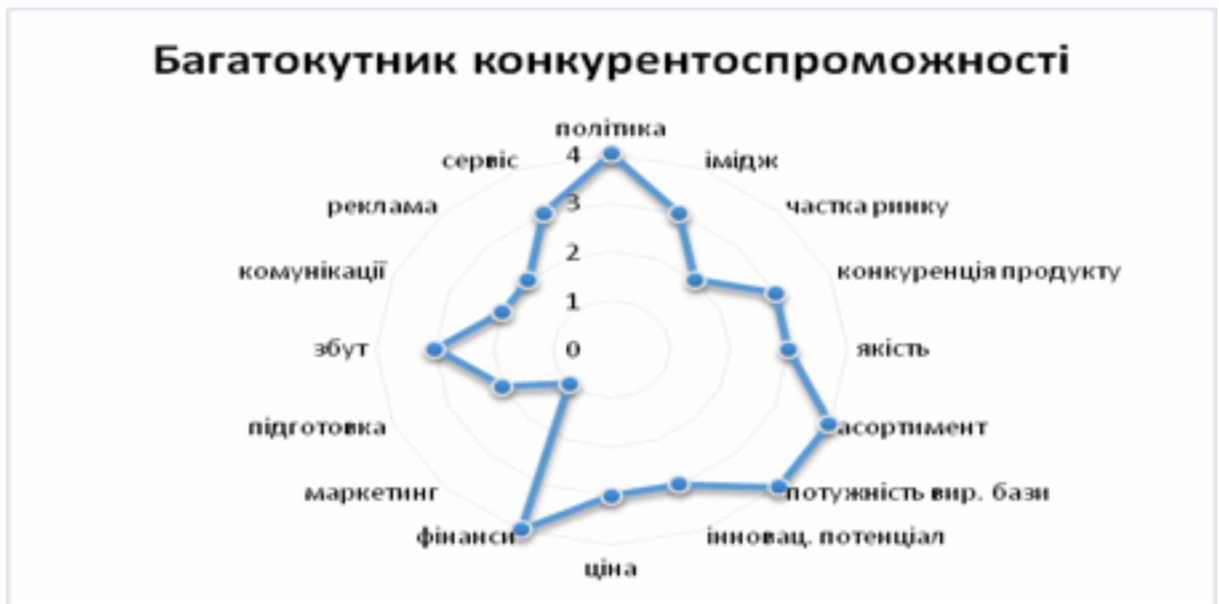 Багатокутник конкурентоспроможності
політика
4
сервіс
імідж
реклама
3
частка ринку
2
комунікації
конкуренція продукту
1
збут
0
якість
підготовка
асортимент
маркетинг
потужність вир. бази
фінанси
інновац. потенціал
ціна